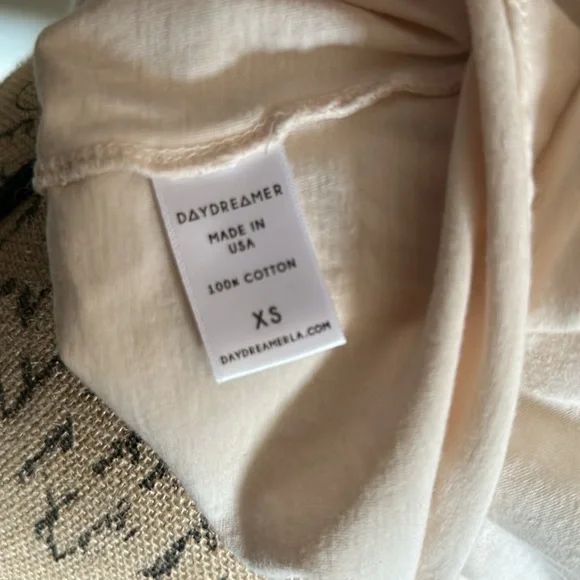 DAYDREAMER
MADE IN
USA
100% COTTON
XS
DAYDREAMERLA.COM